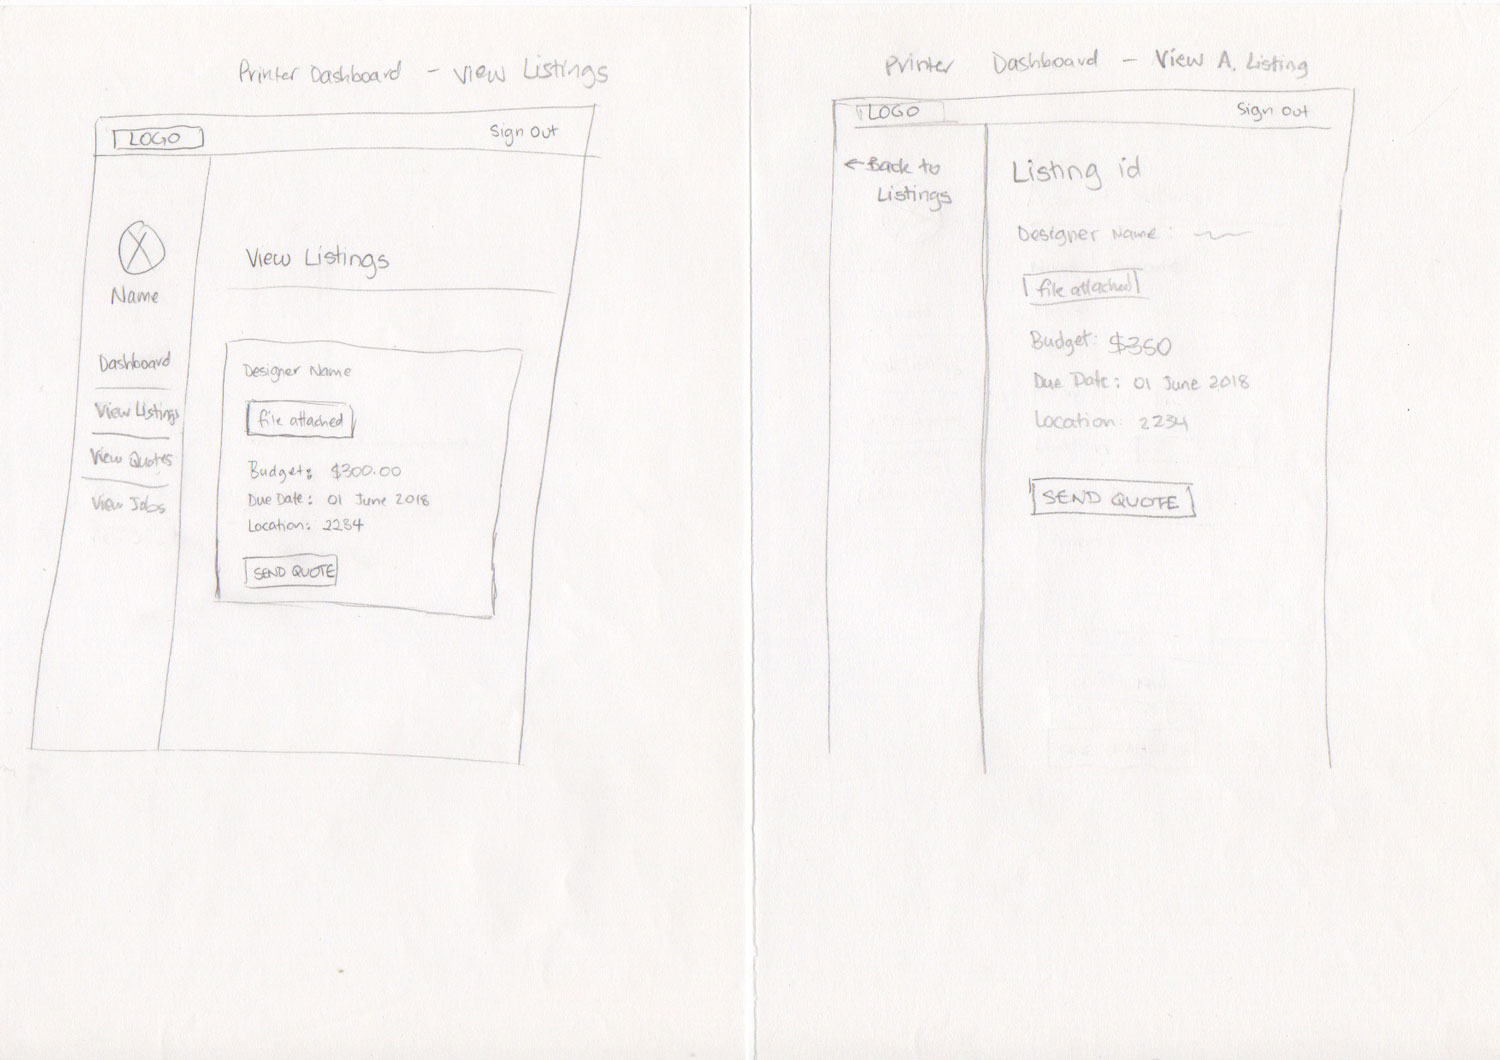 Printer Dashboard - View Listings
LOGO
Sign Out
Name
Dashboard
View Listings
View Quotes
View Jobs
View Listings
Designer Name
file attached
Budget: $300.00
Due Date: 01 June 2018
Location: 2234
SEND QUOTE
Printer Dashboard - View A. Listing
LOGO
Sign Out
← Back to
Listings
Listing id
Designer Name:
file attached
Budget: $350
Due Date: 01 June 2018
Location: 2234
SEND QUOTE